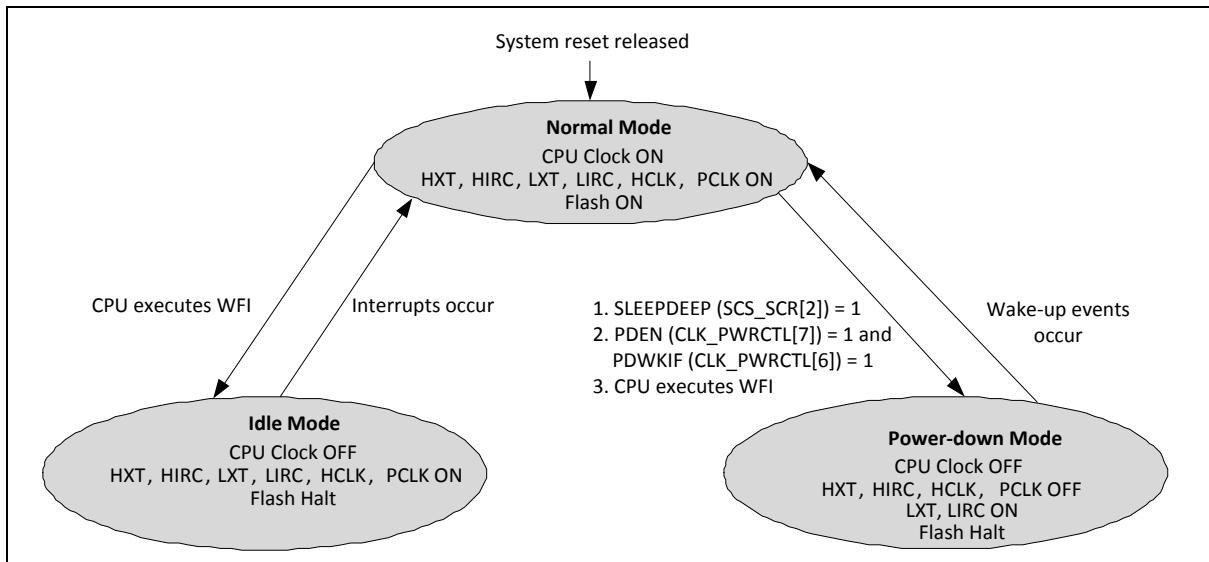 System reset released
Normal Mode
CPU Clock ON
HXT, HIRC, LXT, LIRC, HCLK, PCLK ON
Flash ON
CPU executes WFI
Interrupts occur
1. SLEEPDEEP (SCS_SCR[2]) = 1
2. PDEN (CLK_PWRCTL[7]) = 1 and
PDWKIF (CLK_PWRCTL[6]) = 1
3. CPU executes WFI
Wake-up events
occur
Idle Mode
CPU Clock OFF
HXT, HIRC, LXT, LIRC, HCLK, PCLK ON
Flash Halt
Power-down Mode
CPU Clock OFF
HXT, HIRC, HCLK, PCLK OFF
LXT, LIRC ON
Flash Halt